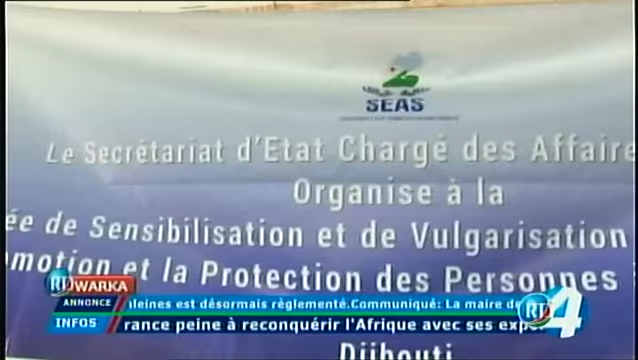 SEAS
Le Secrétariat d'Etat Chargé des Affaire
Organise à la
ée de Sensibilisation et de Vulgarisation
motion et la Protection des Personnes
RTD WARKA
ANNONCE
leines est désormais règlementé.Communiqué: La maire de
INFOS
rance peine à reconquérir l'Afrique avec ses exp
RTD 4
Djibouti